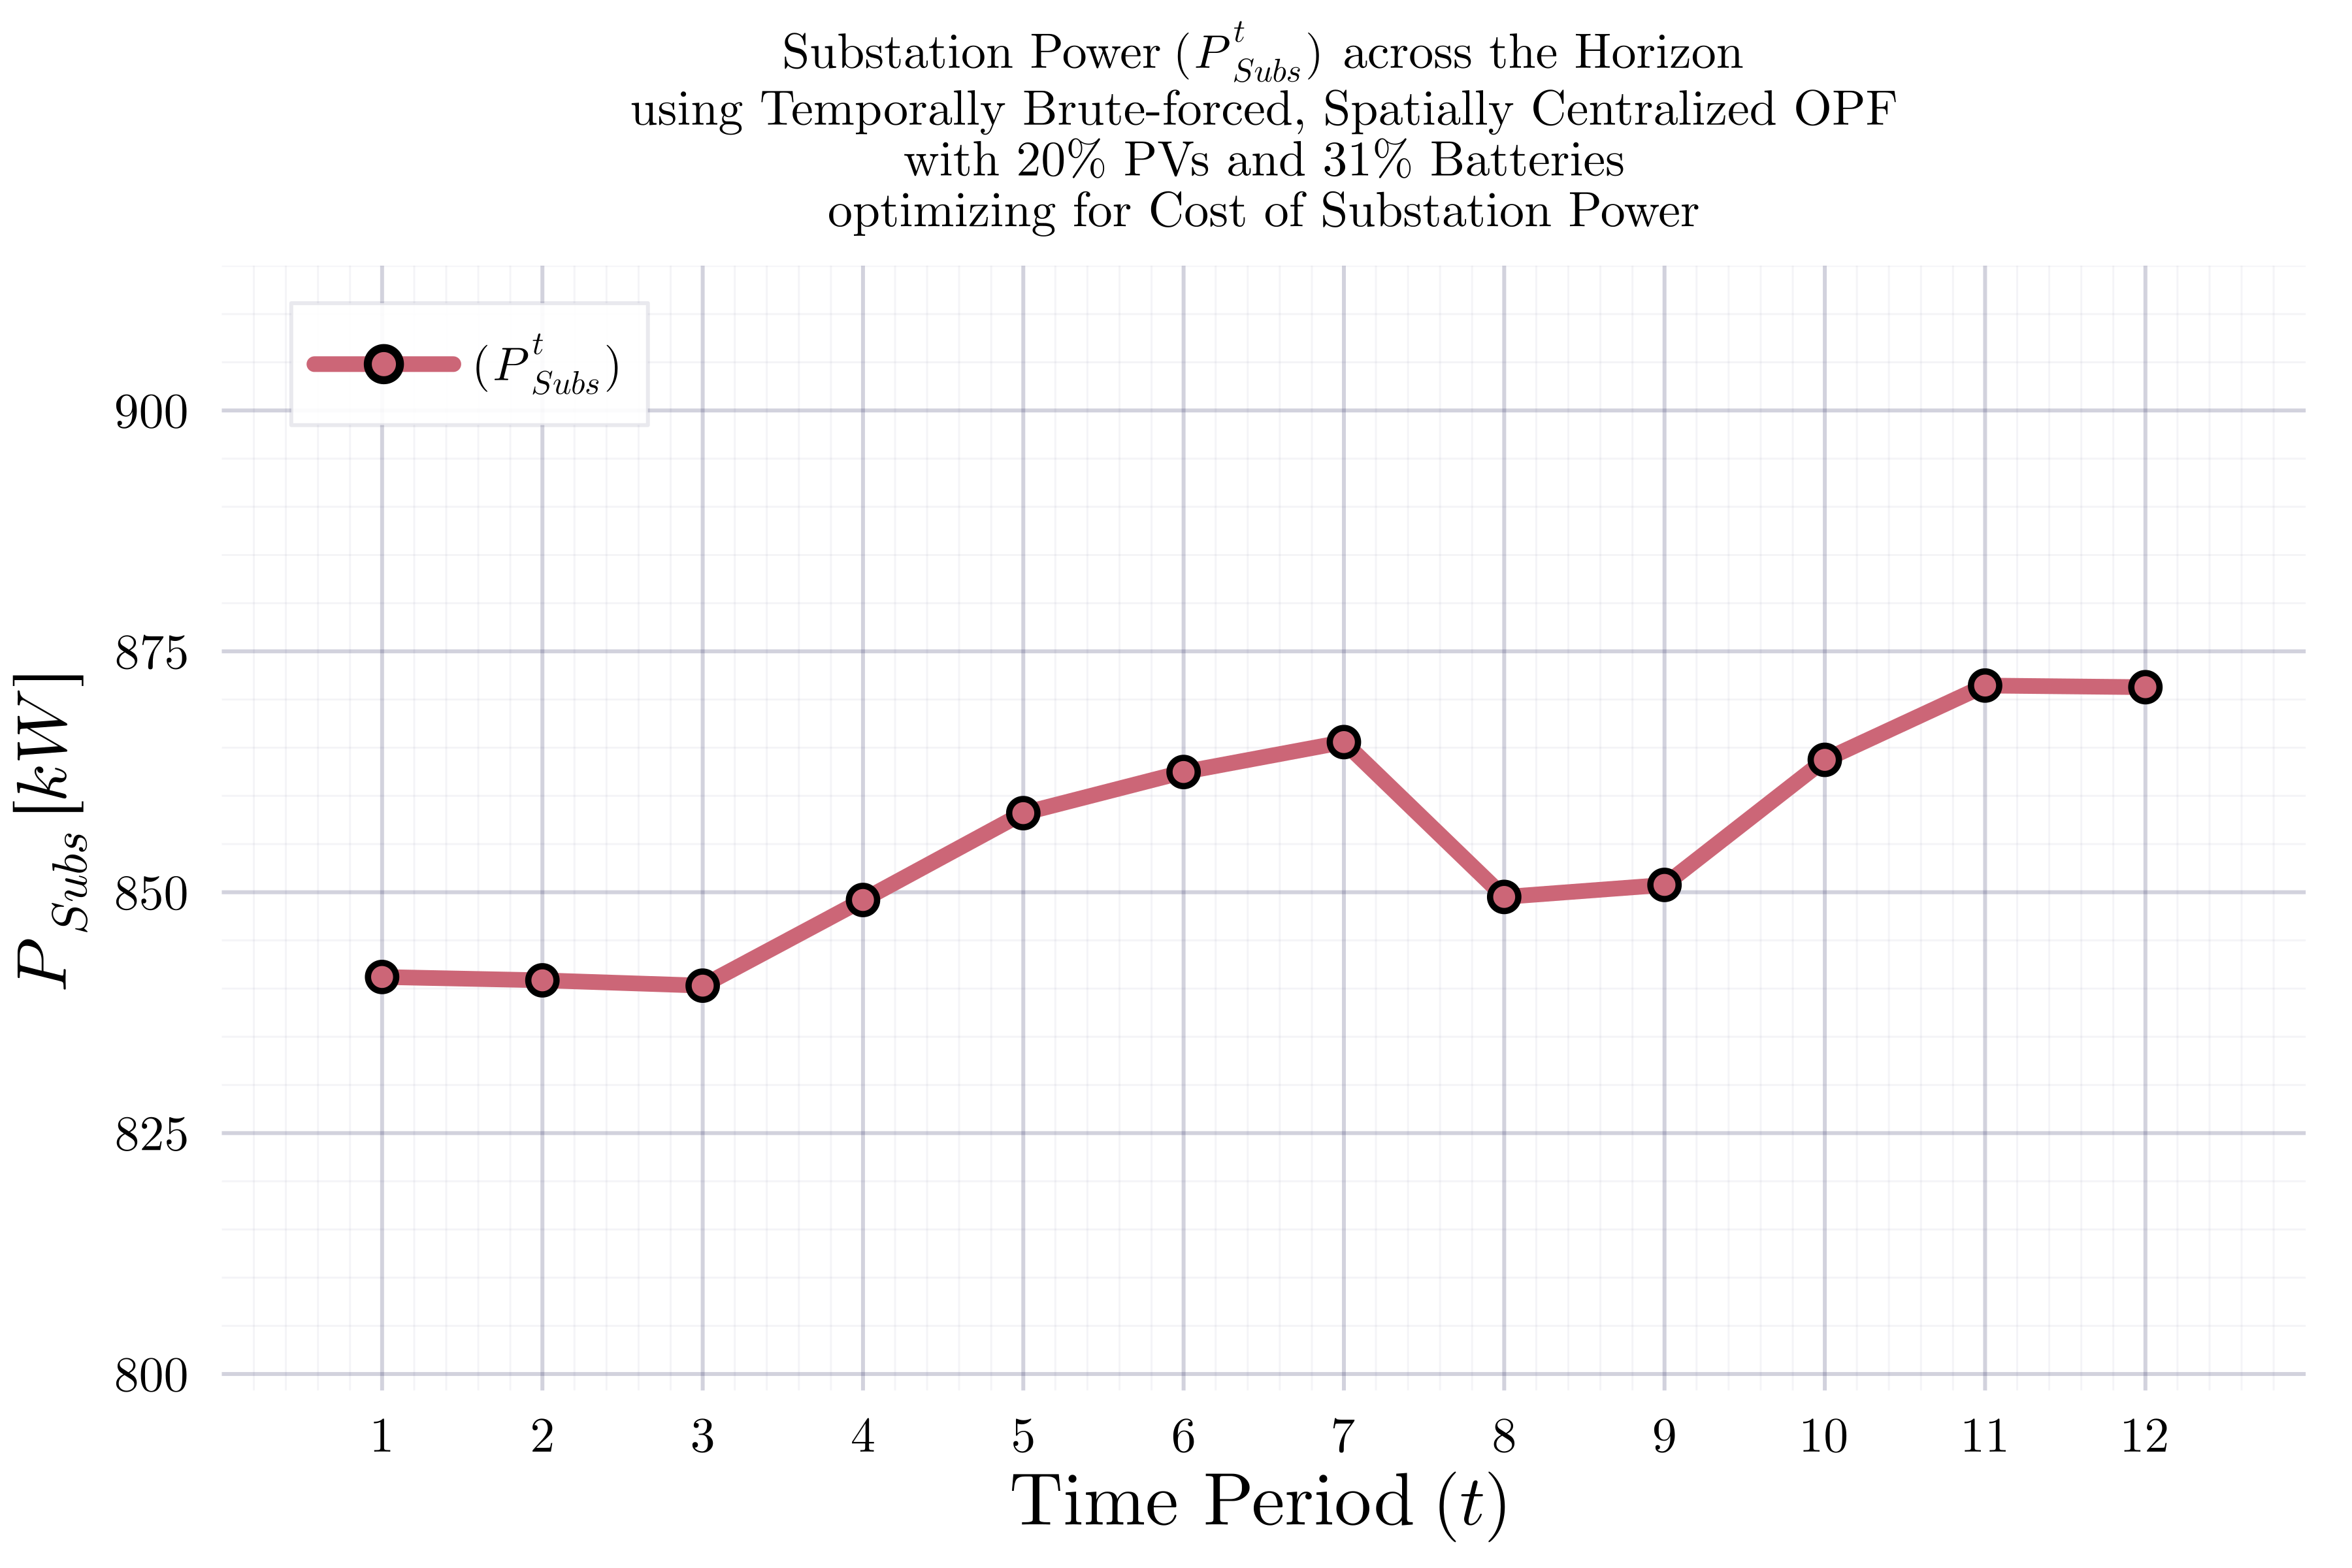 Substation Power (P^t_Subs) across the Horizon
using Temporally Brute-forced, Spatially Centralized OPF
with 20% PVs and 31% Batteries
optimizing for Cost of Substation Power
(P^t_Subs)
P_Subs [kW]
900
875
850
825
800
1 2 3 4 5 6 7 8 9 10 11 12
Time Period (t)